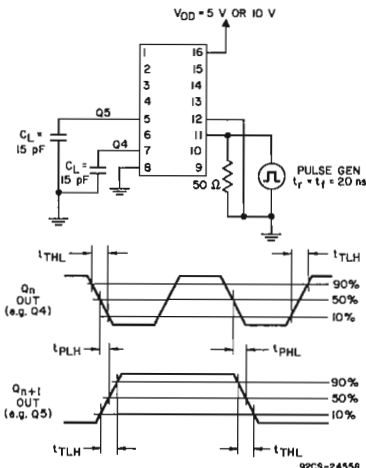 VDD = 5 V OR 10 V
1 16
2 15
3 14
4 13
Q5 5 12
6 11
Q4 7 10
8 9
CL = 15 pF
CL = 15 pF
50 Ω
PULSE GEN
tr = tf = 20 ns
tTHL
tTLH
Qn
OUT
(e.g. Q4)
90%
50%
10%
tPLH
tPHL
Qn+1
OUT
(e.g. Q5)
90%
50%
10%
tTLH
tTHL
92CS-24558